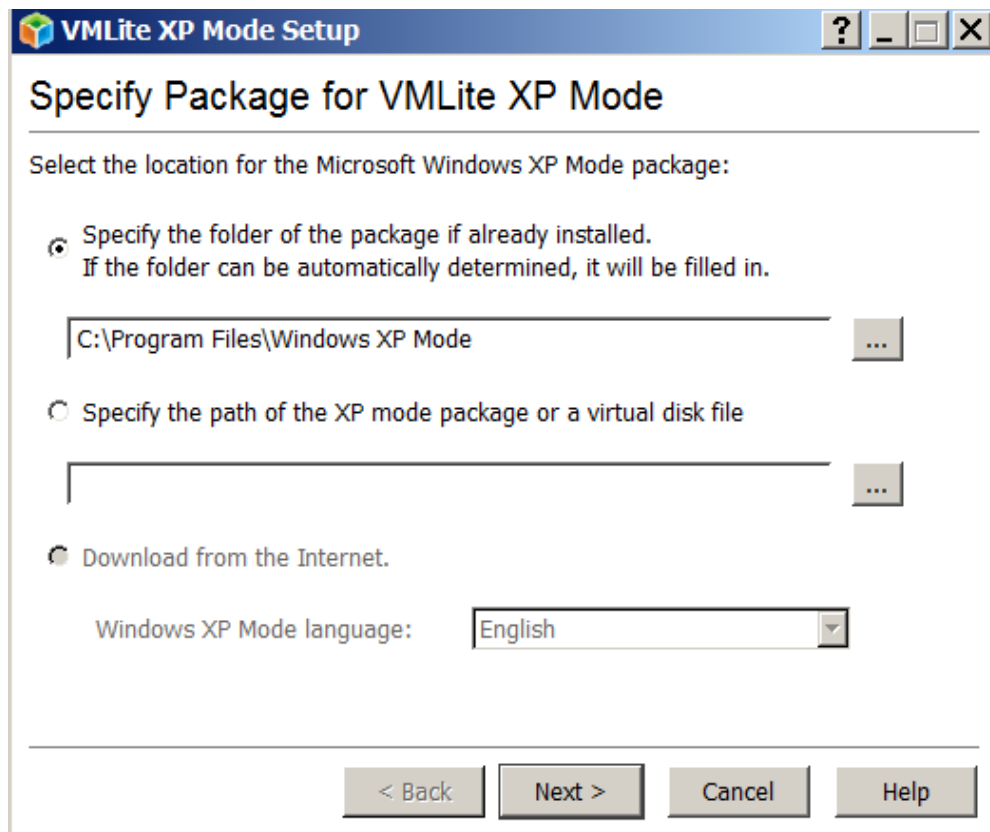 VMLite XP Mode Setup
Specify Package for VMLite XP Mode
Select the location for the Microsoft Windows XP Mode package:
Specify the folder of the package if already installed.
If the folder can be automatically determined, it will be filled in.
C:\Program Files\Windows XP Mode
...
Specify the path of the XP mode package or a virtual disk file
...
Download from the Internet.
Windows XP Mode language: English
< Back Next > Cancel Help